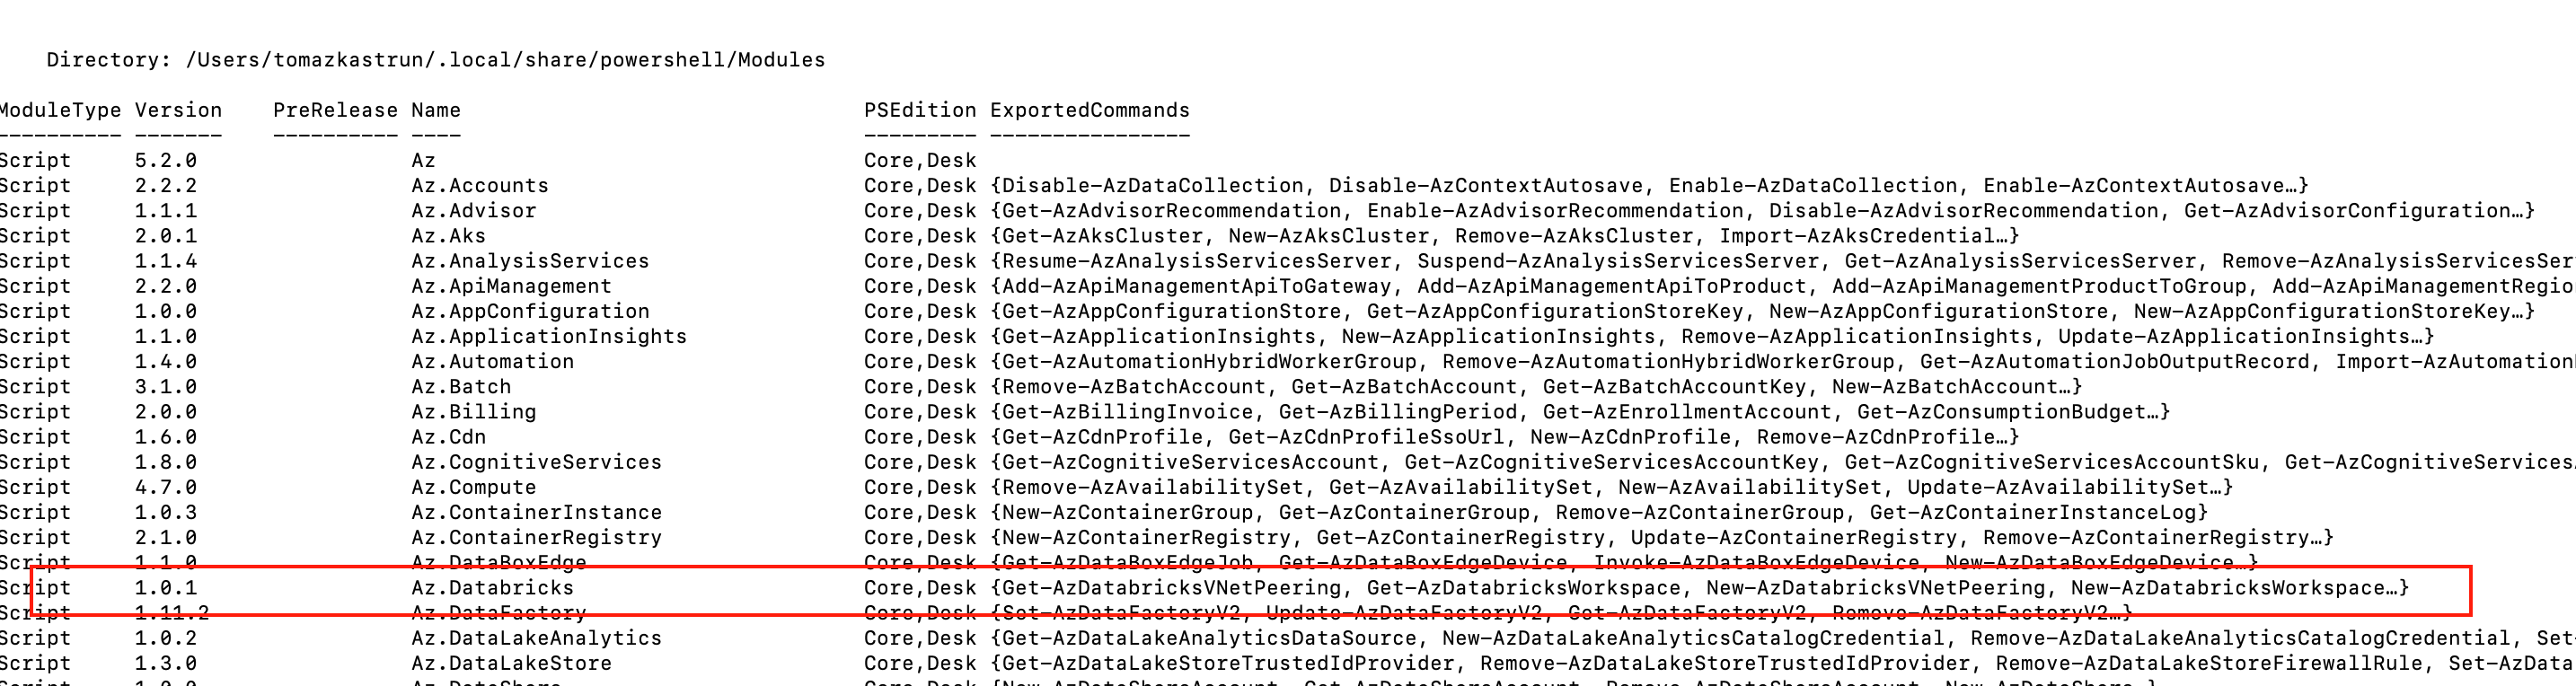 Directory: /Users/tomazkastrun/.local/share/powershell/Modules
ModuleType Version    PreRelease Name                                PSEdition ExportedCommands
---------- -------    ---------- ----                                --------- ----------------
Script     5.2.0                 Az                                  Core,Desk
Script     2.2.2                 Az.Accounts                         Core,Desk {Disable-AzDataCollection, Disable-AzContextAutosave, Enable-AzDataCollection, Enable-AzContextAutosave…}
Script     1.1.1                 Az.Advisor                          Core,Desk {Get-AzAdvisorRecommendation, Enable-AzAdvisorRecommendation, Disable-AzAdvisorRecommendation, Get-AzAdvisorConfiguration…}
Script     2.0.1                 Az.Aks                              Core,Desk {Get-AzAksCluster, New-AzAksCluster, Remove-AzAksCluster, Import-AzAksCredential…}
Script     1.1.4                 Az.AnalysisServices                 Core,Desk {Resume-AzAnalysisServicesServer, Suspend-AzAnalysisServicesServer, Get-AzAnalysisServicesServer, Remove-AzAnalysisServicesSer
Script     2.2.0                 Az.ApiManagement                    Core,Desk {Add-AzApiManagementApiToGateway, Add-AzApiManagementApiToProduct, Add-AzApiManagementProductToGroup, Add-AzApiManagementRegio
Script     1.0.0                 Az.AppConfiguration                 Core,Desk {Get-AzAppConfigurationStore, Get-AzAppConfigurationStoreKey, New-AzAppConfigurationStore, New-AzAppConfigurationStoreKey…}
Script     1.1.0                 Az.ApplicationInsights              Core,Desk {Get-AzApplicationInsights, New-AzApplicationInsights, Remove-AzApplicationInsights, Update-AzApplicationInsights…}
Script     1.4.0                 Az.Automation                       Core,Desk {Get-AzAutomationHybridWorkerGroup, Remove-AzAutomationHybridWorkerGroup, Get-AzAutomationJobOutputRecord, Import-AzAutomation
Script     3.1.0                 Az.Batch                            Core,Desk {Remove-AzBatchAccount, Get-AzBatchAccount, Get-AzBatchAccountKey, New-AzBatchAccount…}
Script     2.0.0                 Az.Billing                          Core,Desk {Get-AzBillingInvoice, Get-AzBillingPeriod, Get-AzEnrollmentAccount, Get-AzConsumptionBudget…}
Script     1.6.0                 Az.Cdn                              Core,Desk {Get-AzCdnProfile, Get-AzCdnProfileSsoUrl, New-AzCdnProfile, Remove-AzCdnProfile…}
Script     1.8.0                 Az.CognitiveServices                Core,Desk {Get-AzCognitiveServicesAccount, Get-AzCognitiveServicesAccountKey, Get-AzCognitiveServicesAccountSku, Get-AzCognitiveServices
Script     4.7.0                 Az.Compute                          Core,Desk {Remove-AzAvailabilitySet, Get-AzAvailabilitySet, New-AzAvailabilitySet, Update-AzAvailabilitySet…}
Script     1.0.3                 Az.ContainerInstance                Core,Desk {New-AzContainerGroup, Get-AzContainerGroup, Remove-AzContainerGroup, Get-AzContainerInstanceLog}
Script     2.1.0                 Az.ContainerRegistry                Core,Desk {New-AzContainerRegistry, Get-AzContainerRegistry, Update-AzContainerRegistry, Remove-AzContainerRegistry…}
Script     1.1.0                 Az.DataBoxEdge                      Core,Desk {Get-AzDataBoxEdgeJob, Get-AzDataBoxEdgeDevice, Invoke-AzDataBoxEdgeDevice, New-AzDataBoxEdgeDevice…}
Script     1.0.1                 Az.Databricks                       Core,Desk {Get-AzDatabricksVNetPeering, Get-AzDatabricksWorkspace, New-AzDatabricksVNetPeering, New-AzDatabricksWorkspace…}
Script     1.11.2                Az.DataFactory                      Core,Desk {Set-AzDataFactoryV2, Update-AzDataFactoryV2, Get-AzDataFactoryV2, Remove-AzDataFactoryV2…}
Script     1.0.2                 Az.DataLakeAnalytics                Core,Desk {Get-AzDataLakeAnalyticsDataSource, New-AzDataLakeAnalyticsCatalogCredential, Remove-AzDataLakeAnalyticsCatalogCredential, Set-
Script     1.3.0                 Az.DataLakeStore                    Core,Desk {Get-AzDataLakeStoreTrustedIdProvider, Remove-AzDataLakeStoreTrustedIdProvider, Remove-AzDataLakeStoreFirewallRule, Set-AzData
Script     1.0.0                 Az.DataShare                        Core,Desk {New-AzDataShareAccount, Get-AzDataShareAccount, Remove-AzDataShareAccount, New-AzDataShare…}